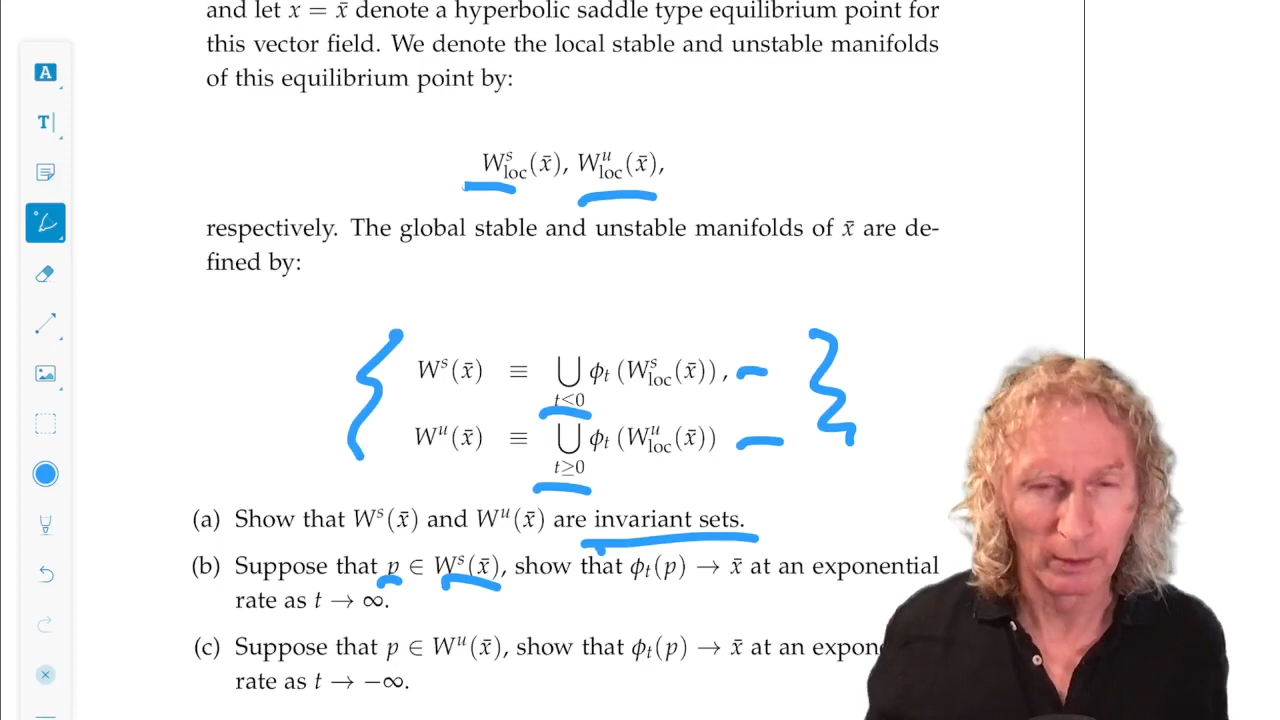 and let x = x̄ denote a hyperbolic saddle type equilibrium point for
this vector field. We denote the local stable and unstable manifolds
of this equilibrium point by:
W^s_loc(x̄), W^u_loc(x̄),
respectively. The global stable and unstable manifolds of x̄ are de-
fined by:
W^s(x̄) ≡ ⋃_{t<0} ϕ_t (W^s_loc(x̄)),
W^u(x̄) ≡ ⋃_{t≥0} ϕ_t (W^u_loc(x̄))
(a) Show that W^s(x̄) and W^u(x̄) are invariant sets.
(b) Suppose that p ∈ W^s(x̄), show that ϕ_t(p) → x̄ at an exponential
rate as t → ∞.
(c) Suppose that p ∈ W^u(x̄), show that ϕ_t(p) → x̄ at an
rate as t → −∞.
A
T